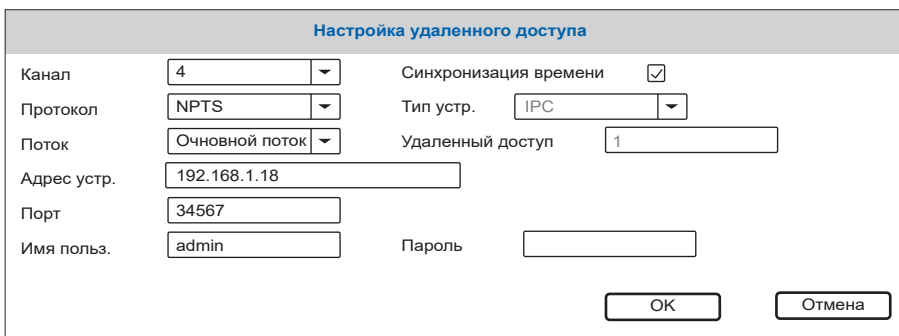 Настройка удаленного доступа
Канал 4 Синхронизация времени
Протокол NPTS Тип устр. IPC
Поток Очновной поток Удаленный доступ 1
Адрес устр. 192.168.1.18
Порт 34567
Имя польз. admin Пароль
OK Отмена